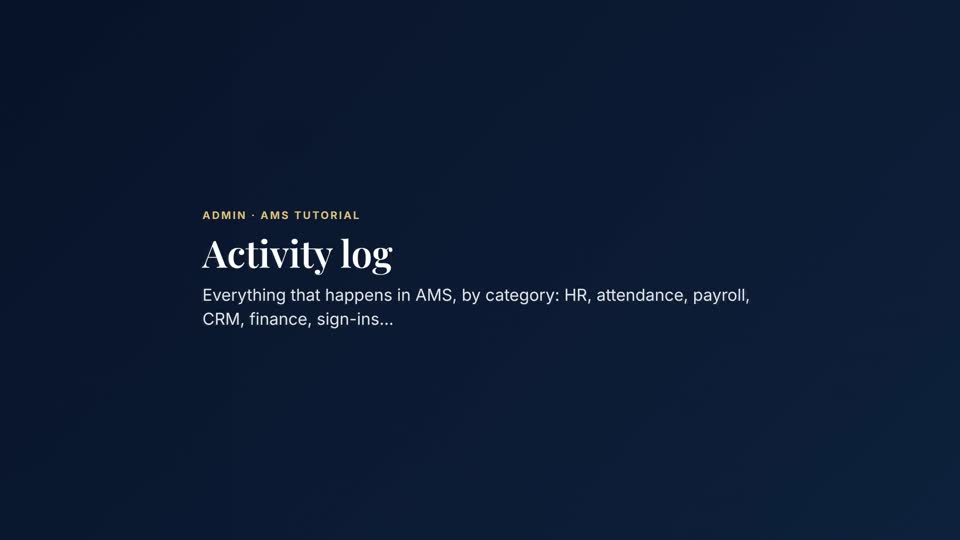 ADMIN · AMS TUTORIAL
Activity log
Everything that happens in AMS, by category: HR, attendance, payroll,
CRM, finance, sign-ins...